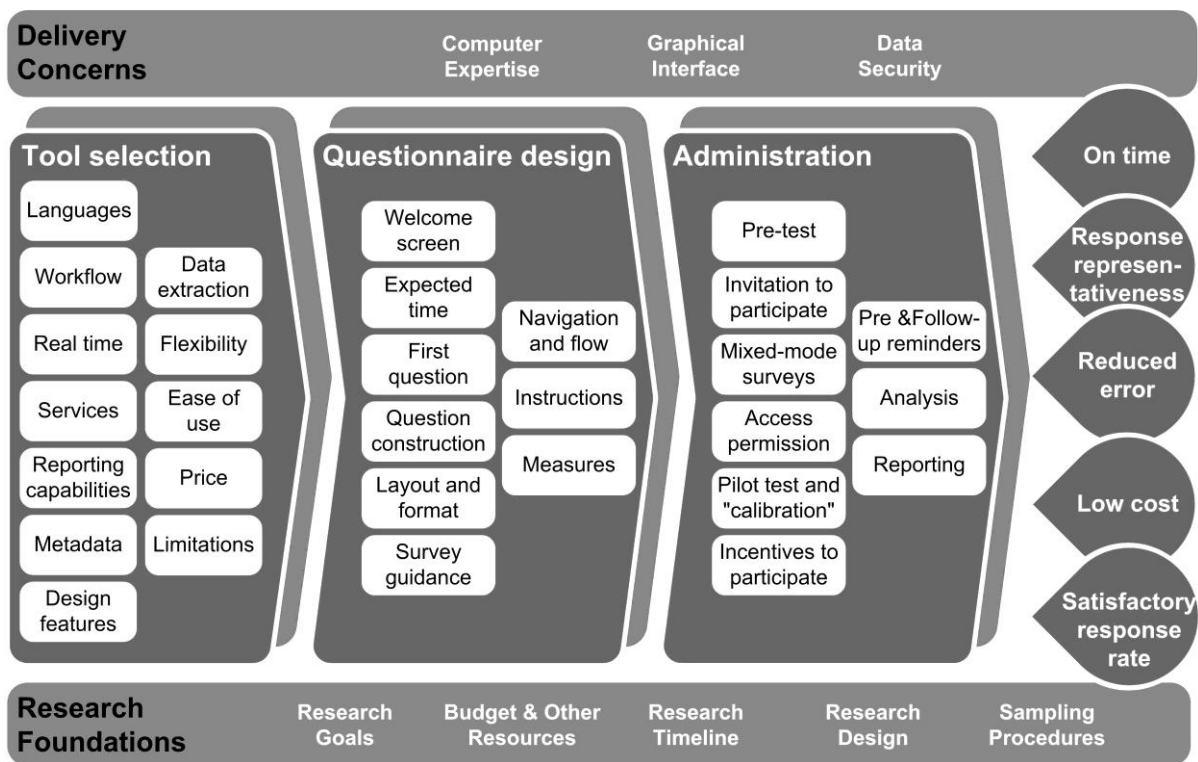 Delivery
Concerns
Computer
Expertise
Graphical
Interface
Data
Security
Tool selection
Languages
Workflow
Real time
Services
Reporting
capabilities
Metadata
Design
features
Data
extraction
Flexibility
Ease of
use
Price
Limitations
Questionnaire design
Welcome
screen
Expected
time
First
question
Question
construction
Layout and
format
Survey
guidance
Navigation
and flow
Instructions
Measures
Administration
Pre-test
Invitation to
participate
Mixed-mode
surveys
Access
permission
Pilot test and
"calibration"
Incentives to
participate
Pre &Follow-
up reminders
Analysis
Reporting
On time
Response
represen-
tativeness
Reduced
error
Low cost
Satisfactory
response
rate
Research
Foundations
Research
Goals
Budget & Other
Resources
Research
Timeline
Research
Design
Sampling
Procedures